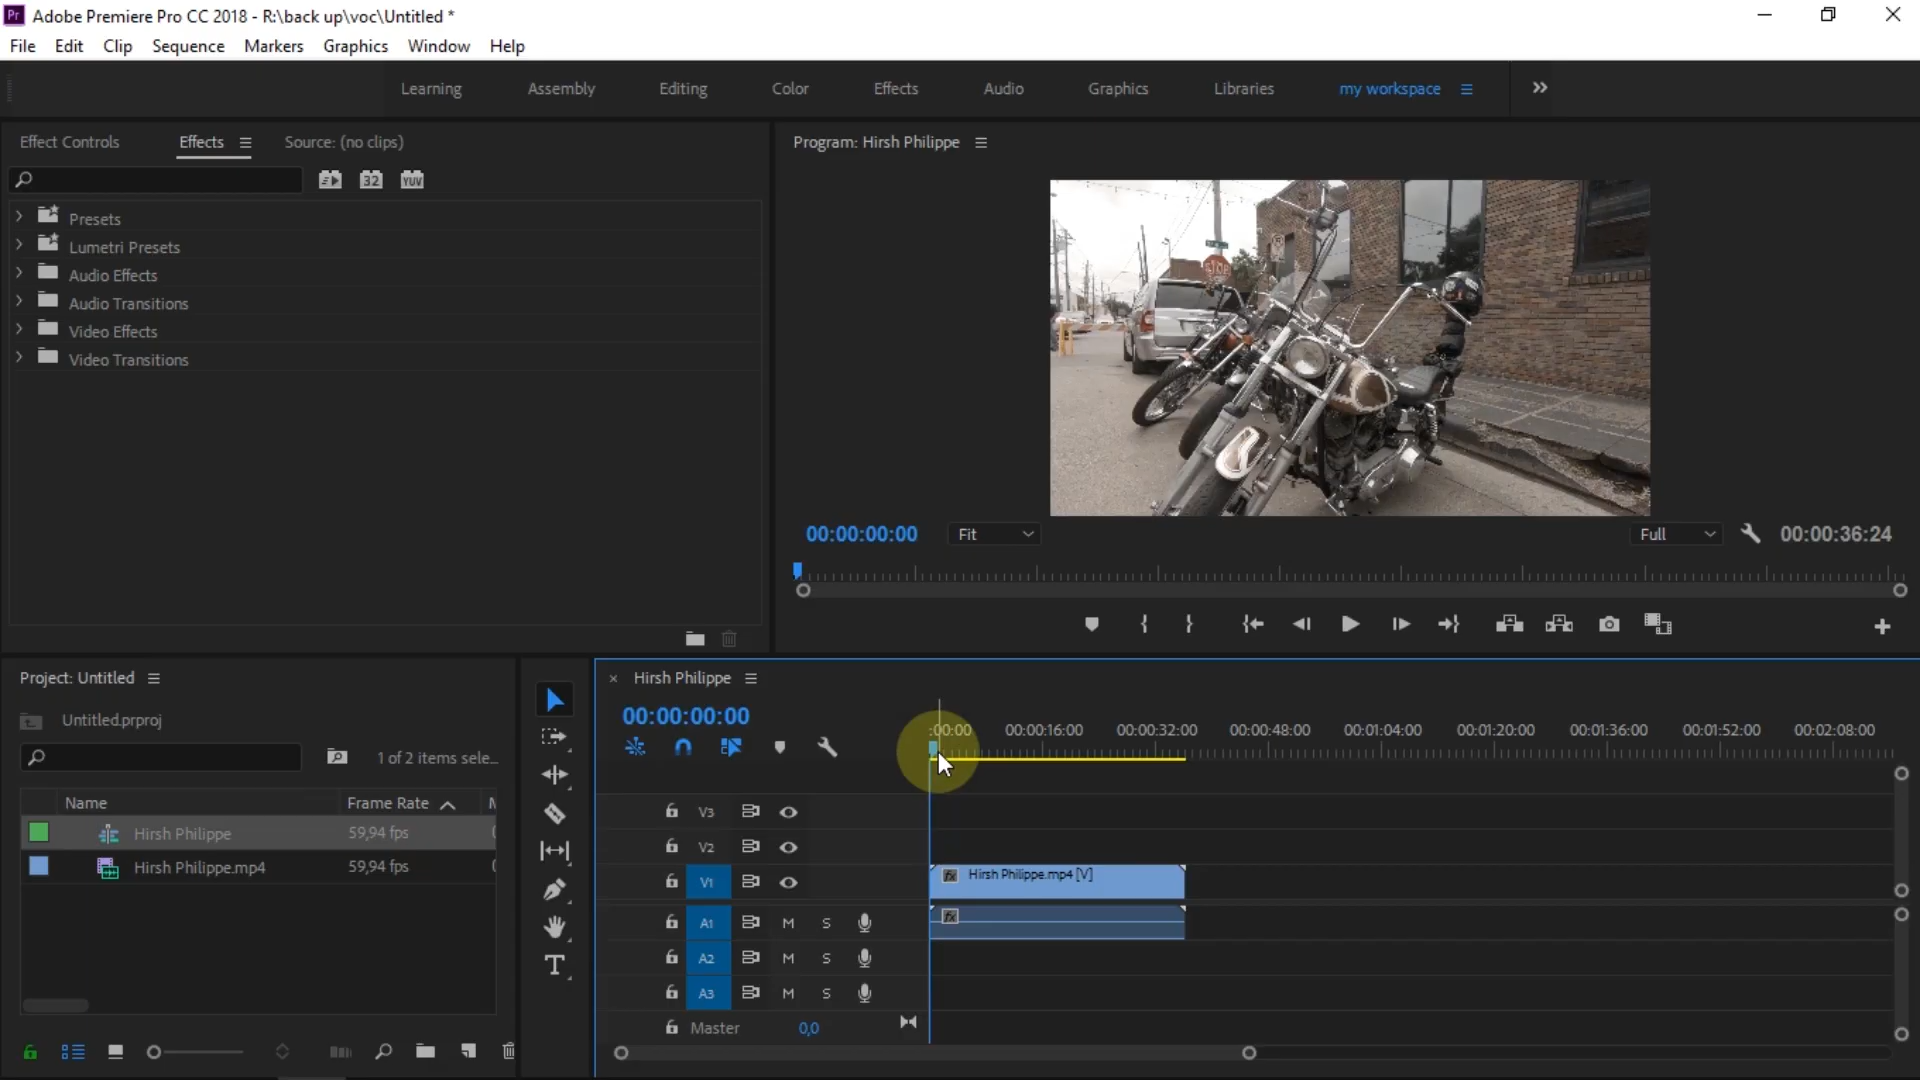 Pr Adobe Premiere Pro CC 2018 - R:\back up\voc\Untitled *
File Edit Clip Sequence Markers Graphics Window Help
Learning Assembly Editing Color Effects Audio Graphics Libraries my workspace
Effect Controls Effects Source: (no clips)
32 YUV
Presets
Lumetri Presets
Audio Effects
Audio Transitions
Video Effects
Video Transitions
Program: Hirsh Philippe
STOP
00:00:00:00 Fit Full 00:00:36:24
Project: Untitled
Untitled.prproj
1 of 2 items sele...
Name Frame Rate
Hirsh Philippe 59,94 fps
Hirsh Philippe.mp4 59,94 fps
T
Hirsh Philippe
00:00:00:00
:00:00 00:00:16:00 00:00:32:00 00:00:48:00 00:01:04:00 00:01:20:00 00:01:36:00 00:01:52:00 00:02:08:00
V3
V2
V1 fx Hirsh Philippe.mp4 [V]
A1 M S fx
A2 M S
A3 M S
Master 0,0